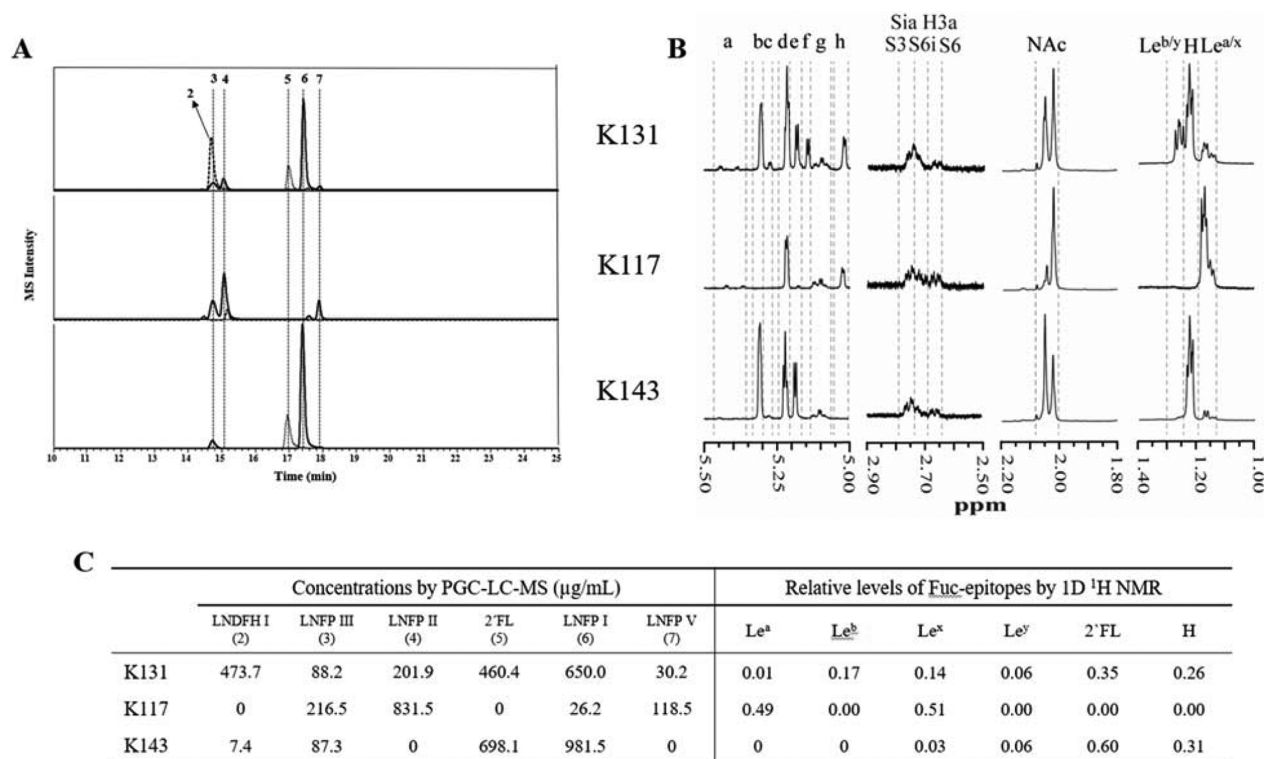 A
2
3 4 5 6 7
MS Intensity
10 11 12 13 14 15 16 17 18 19 20 21 22 23 24 25
Time (min)
K131
K117
K143
B
Sia H3a
a bc de f g h S3 S6i S6 NAc Leb/y H Lea/x
5.50 5.25 5.00 2.90 2.70 2.50 2.20 2.00 1.80 1.40 1.20 1.00
ppm
C
Concentrations by PGC-LC-MS (µg/mL) Relative levels of Fuc-epitopes by 1D ¹H NMR
LNDFH I LNFP III LNFP II 2'FL LNFP I LNFP V Leᵃ Leᵇ Leˣ Leʸ 2`FL H
(2) (3) (4) (5) (6) (7)
K131 473.7 88.2 201.9 460.4 650.0 30.2 0.01 0.17 0.14 0.06 0.35 0.26
K117 0 216.5 831.5 0 26.2 118.5 0.49 0.00 0.51 0.00 0.00 0.00
K143 7.4 87.3 0 698.1 981.5 0 0 0 0.03 0.06 0.60 0.31